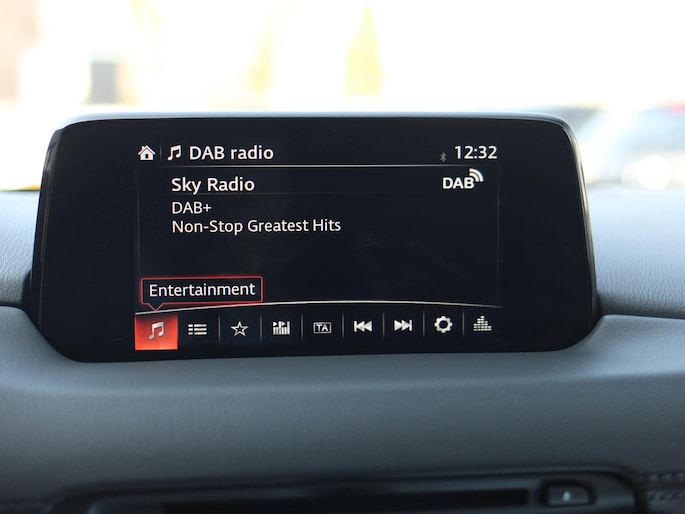 DAB radio 12:32
Sky Radio DAB
DAB+
Non-Stop Greatest Hits
Entertainment
TA